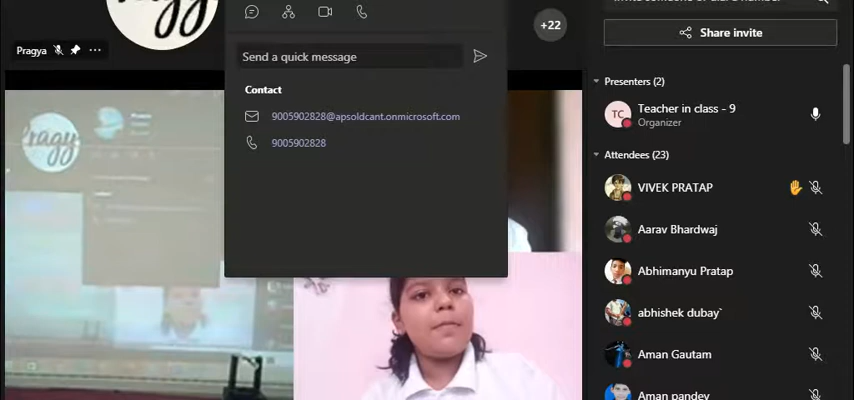 +22
Pragya
Send a quick message
Contact
9005902828@apsoldcant.onmicrosoft.com
9005902828
Share invite
Presenters (2)
TC
Teacher in class - 9
Organizer
Attendees (23)
VIVEK PRATAP
Aarav Bhardwaj
Abhimanyu Pratap
abhishek dubay`
Aman Gautam
Aman pandey